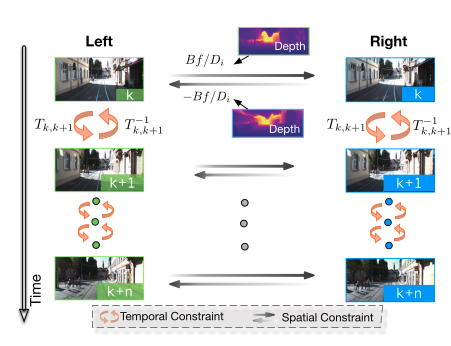 Left
Right
Depth
Bf/D_i
k
k
-Bf/D_i
Depth
T_{k,k+1}
T_{k,k+1}^{-1}
T_{k,k+1}
T_{k,k+1}^{-1}
k+1
k+1
k+n
k+n
Time
Temporal Constraint
Spatial Constraint